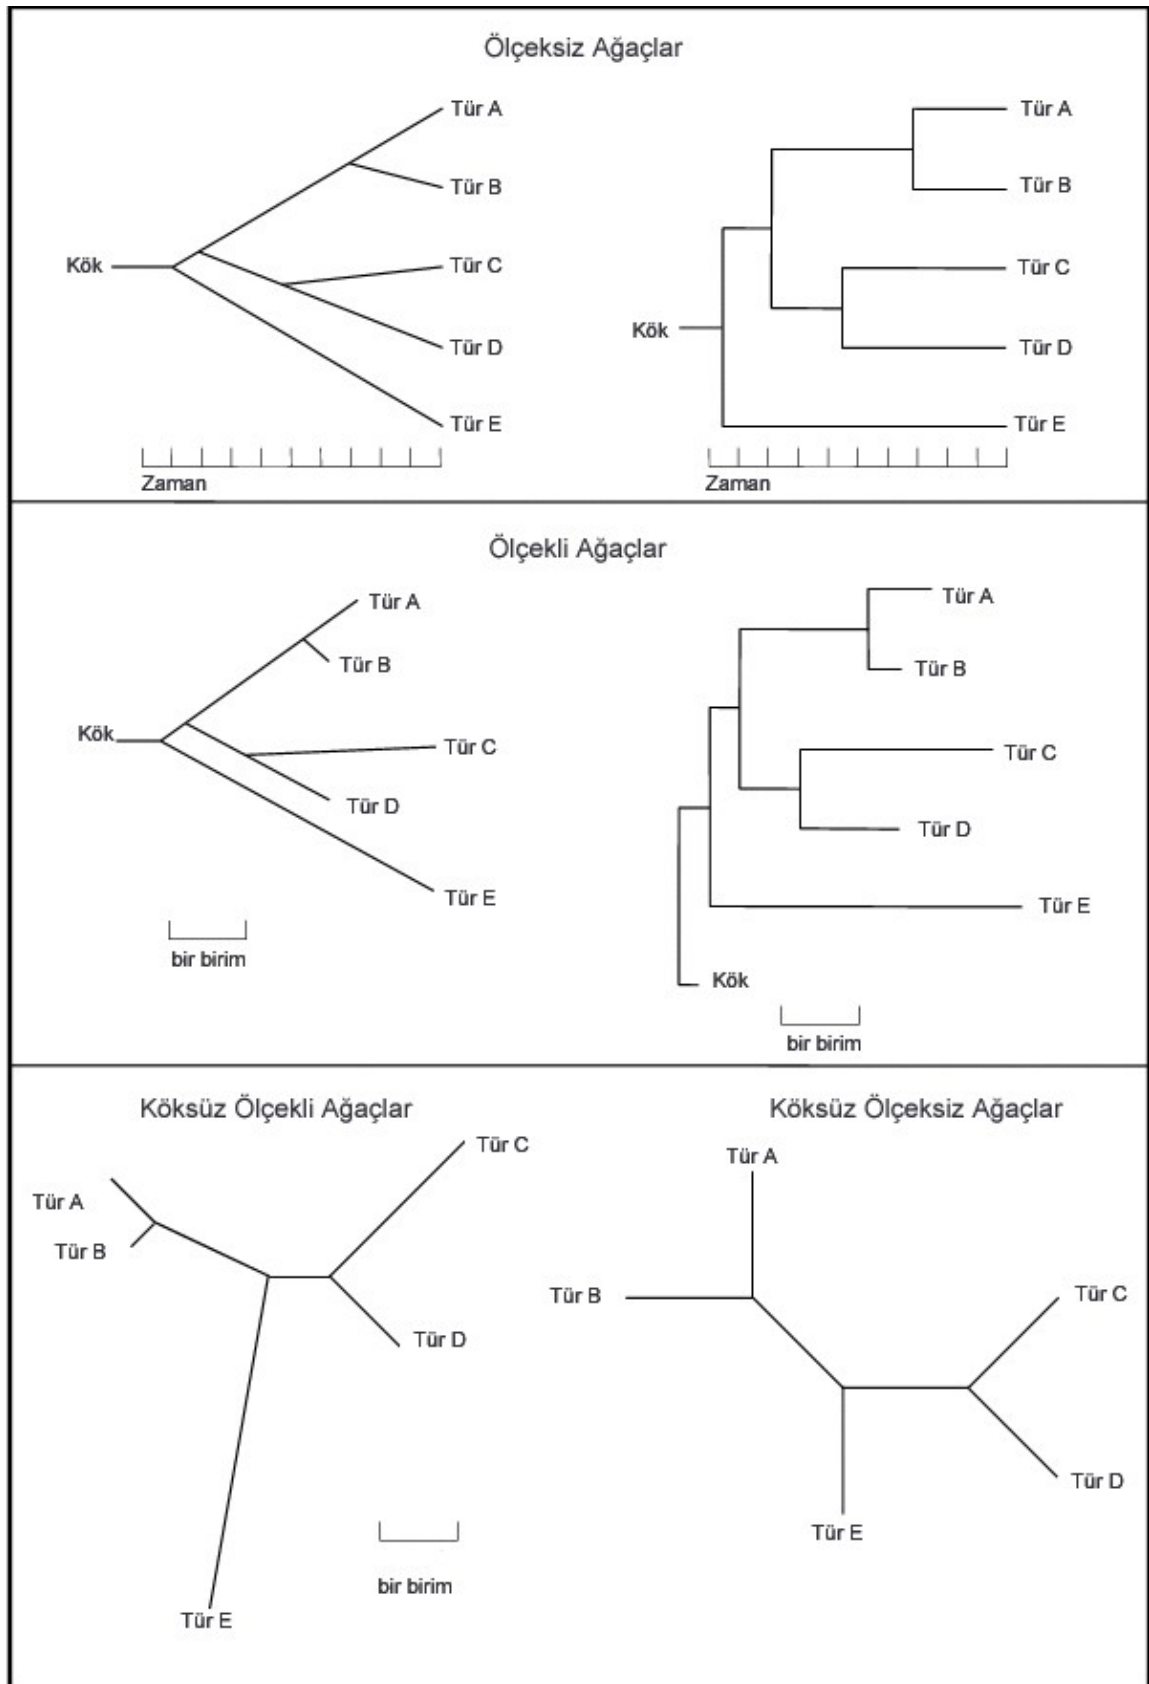 Ölçeksiz Ağaçlar
Tür A
Tür B
Kök
Tür C
Tür D
Tür E
Zaman
Tür A
Tür B
Tür C
Kök
Tür D
Tür E
Zaman
Ölçekli Ağaçlar
Tür A
Tür B
Kök
Tür C
Tür D
Tür E
bir birim
Tür A
Tür B
Tür C
Tür D
Tür E
Kök
bir birim
Köksüz Ölçekli Ağaçlar
Tür C
Tür A
Tür B
Tür D
bir birim
Tür E
Köksüz Ölçeksiz Ağaçlar
Tür A
Tür B
Tür C
Tür D
Tür E